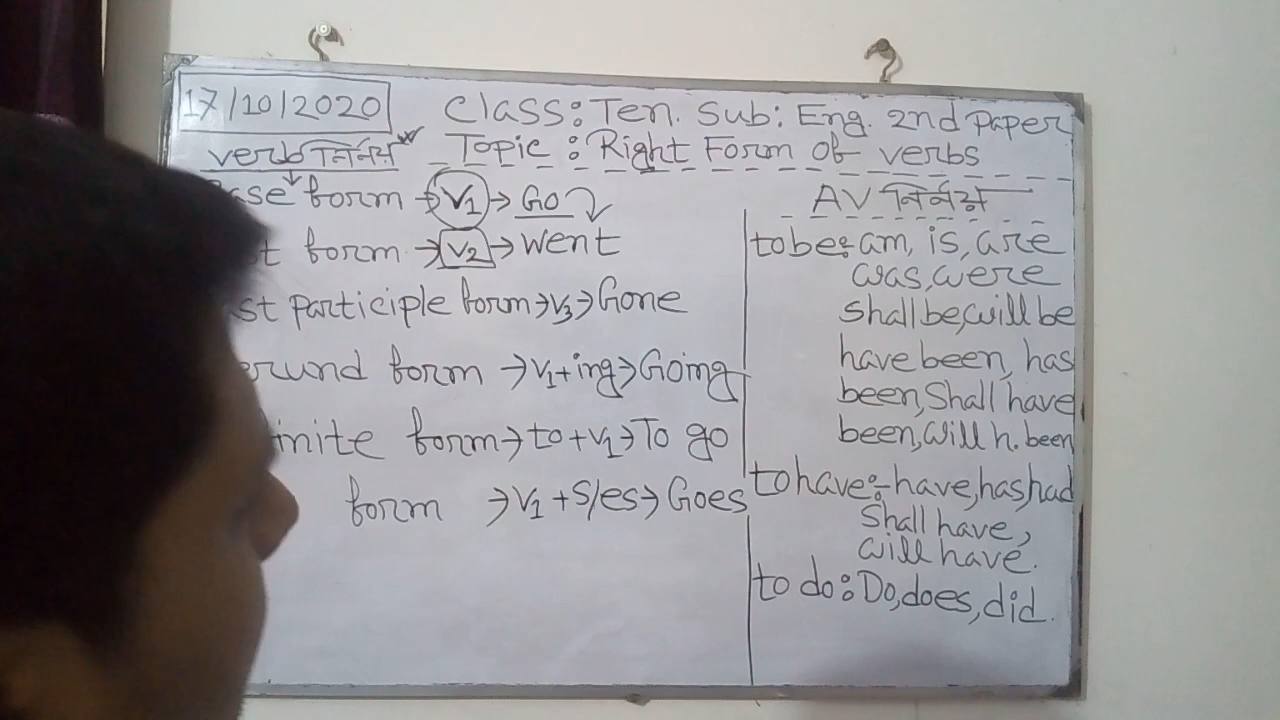 17/10/2020 Class: Ten. Sub: Eng. 2nd paper
verb নির্নয় Topic: Right Form Of verbs
form → V1 → Go
form → V2 → Went
participle form → V3 → Gone
form → V1+ing → Going
form → to+V1 → To go
form → V1+s/es → Goes
AV নির্নয়
to be: am, is, are
was, were
shall be, will be
have been, has
been, Shall have
been, will h. been
to have:- have, has, had
Shall have,
will have.
to do: Do, does, did.